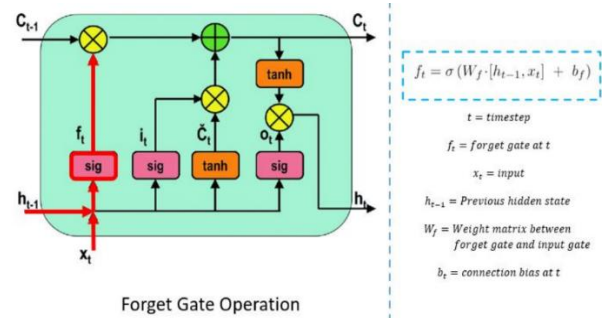 C_{t-1}
C_t
tanh
f_t
i_t
Č_t
o_t
sig
sig
tanh
sig
h_{t-1}
h_t
x_t
Forget Gate Operation
f_t = σ (W_f · [h_{t-1}, x_t] + b_f)
t = timestep
f_t = forget gate at t
x_t = input
h_{t-1} = Previous hidden state
W_f = Weight matrix between
forget gate and input gate
b_t = connection bias at t